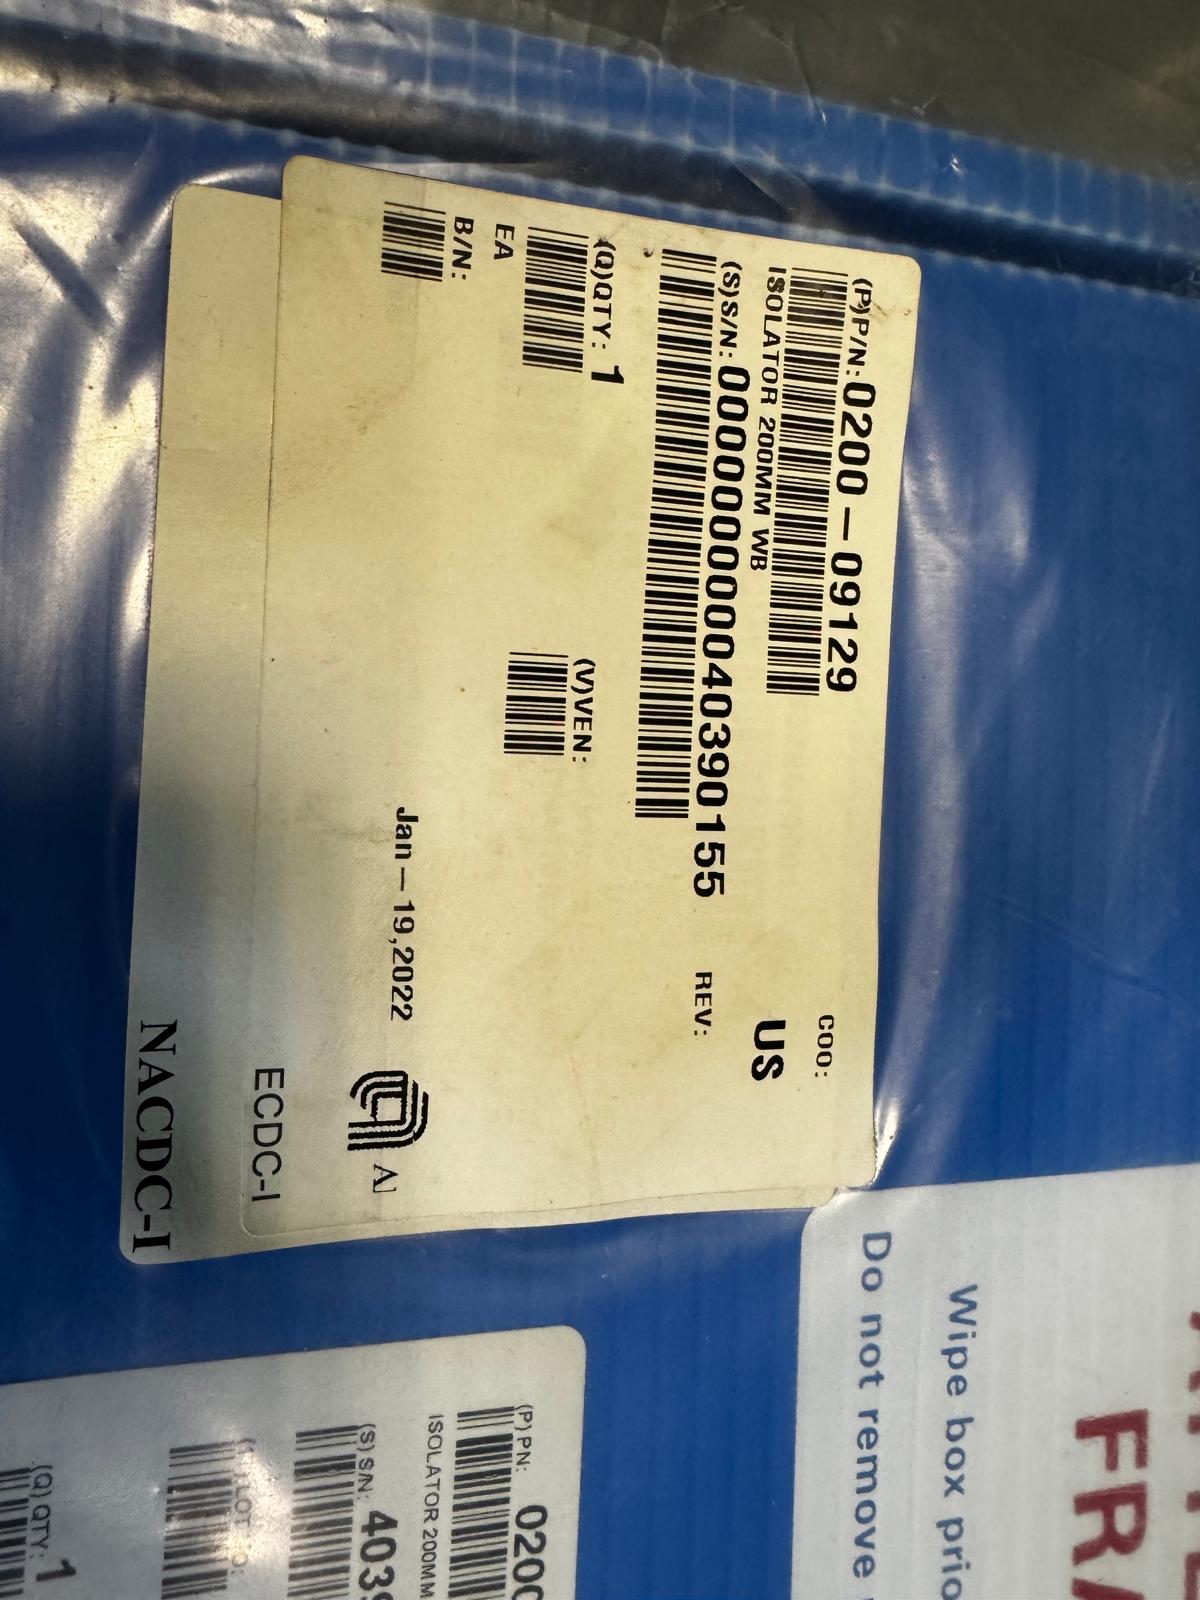 (P)P/N: 0200-09129
COO:
ISOLATOR 200MM WB
US
(S)S/N: 000000000040390155
REV:
(Q)QTY: 1
(V)VEN:
EA
B/N:
Jan-19,2022
ECDC-I
NACDC-I
Wipe box
Do not remove
(P) PN: 0200
ISOLATOR 200MM
(S) S/N: 4039
(Q) QTY: 1